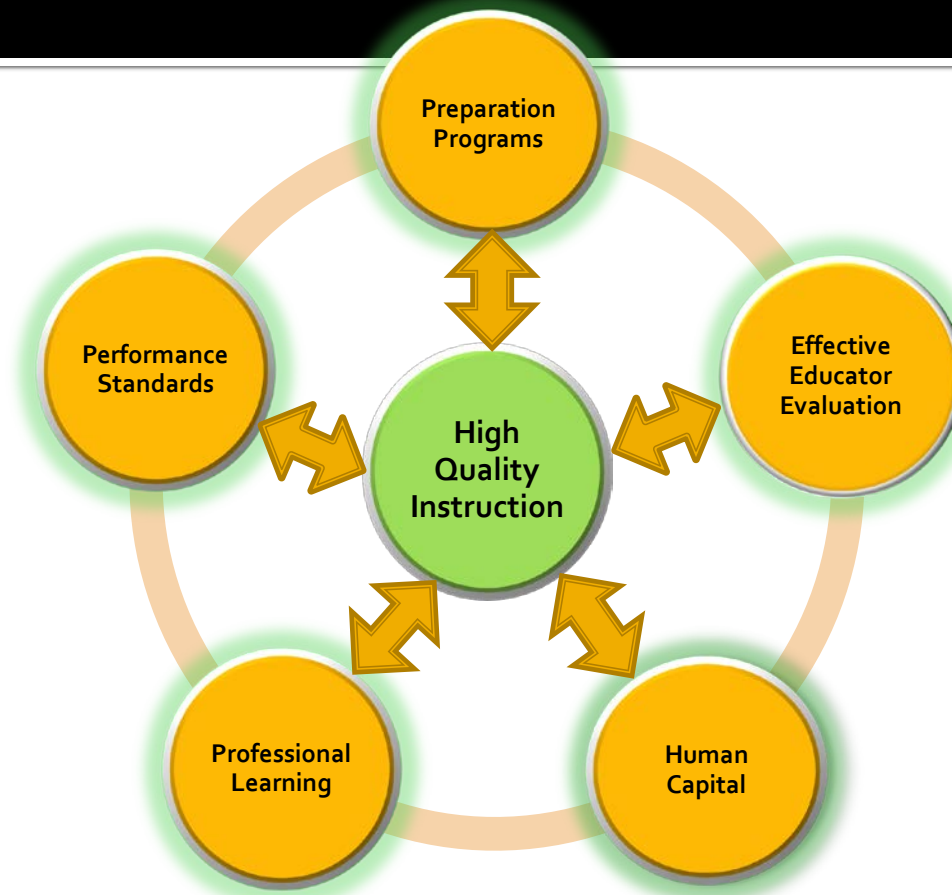 Preparation
Programs
Performance
Standards
Effective
Educator
Evaluation
High
Quality
Instruction
Professional
Learning
Human
Capital